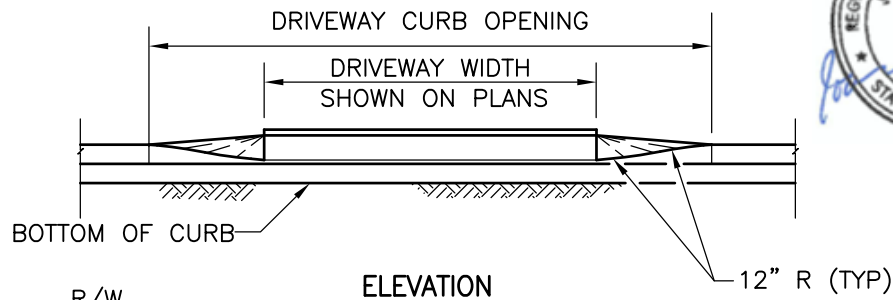 DRIVEWAY CURB OPENING
DRIVEWAY WIDTH
SHOWN ON PLANS
BOTTOM OF CURB
12" R (TYP)
ELEVATION
R/W